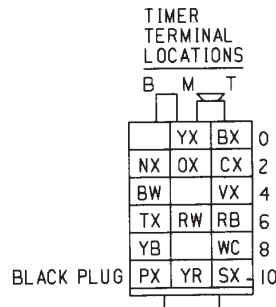 TIMER
TERMINAL
LOCATIONS
B M T
YX BX 0
NX OX CX 2
BW VX 4
TX RW RB 6
YB WC 8
BLACK PLUG PX YR SX 10